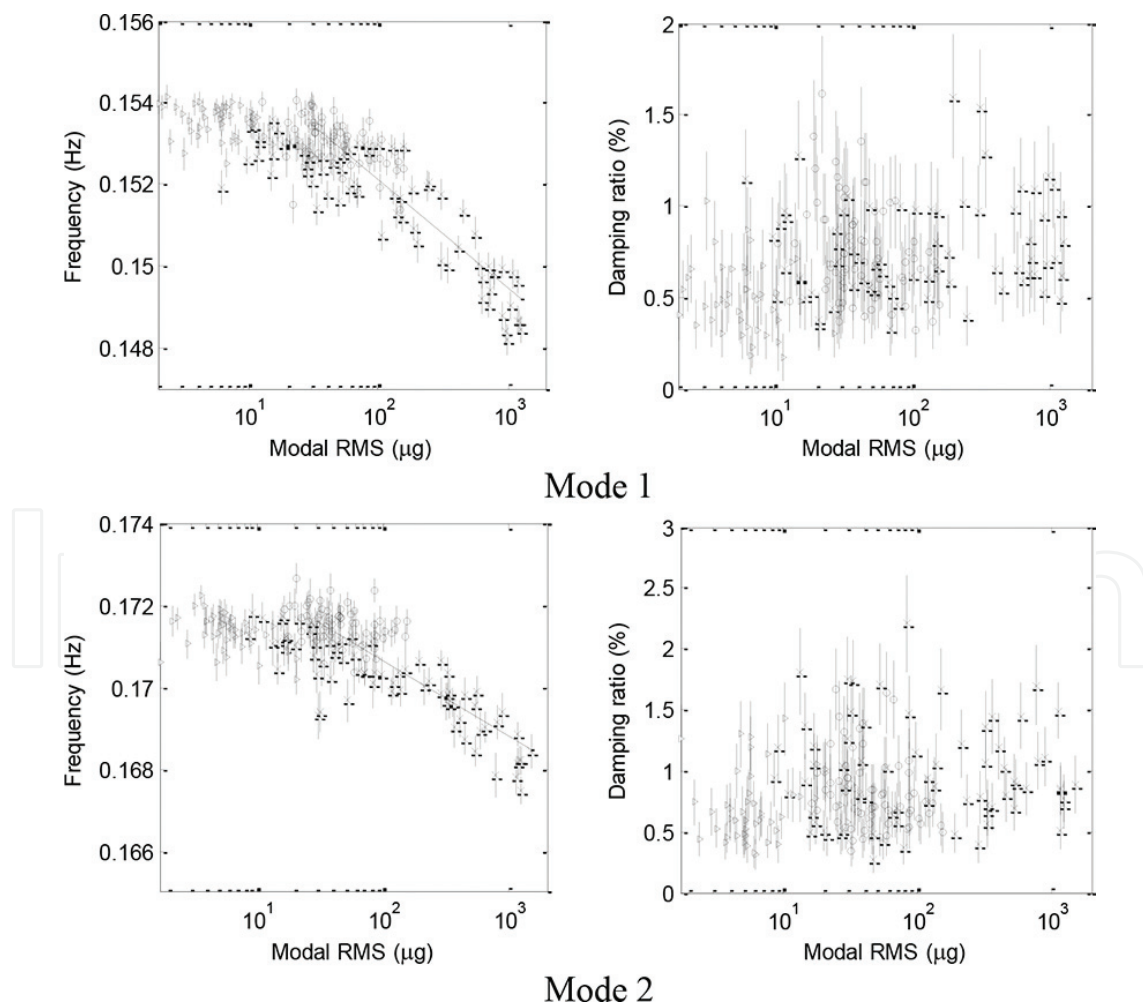 0.156
0.154
0.152
0.15
0.148
Frequency (Hz)
10¹ 10² 10³
Modal RMS (μg)
2
1.5
1
0.5
0
Damping ratio (%)
10¹ 10² 10³
Modal RMS (μg)
Mode 1
0.174
0.172
0.17
0.168
0.166
Frequency (Hz)
10¹ 10² 10³
Modal RMS (μg)
3
2.5
2
1.5
1
0.5
0
Damping ratio (%)
10¹ 10² 10³
Modal RMS (μg)
Mode 2